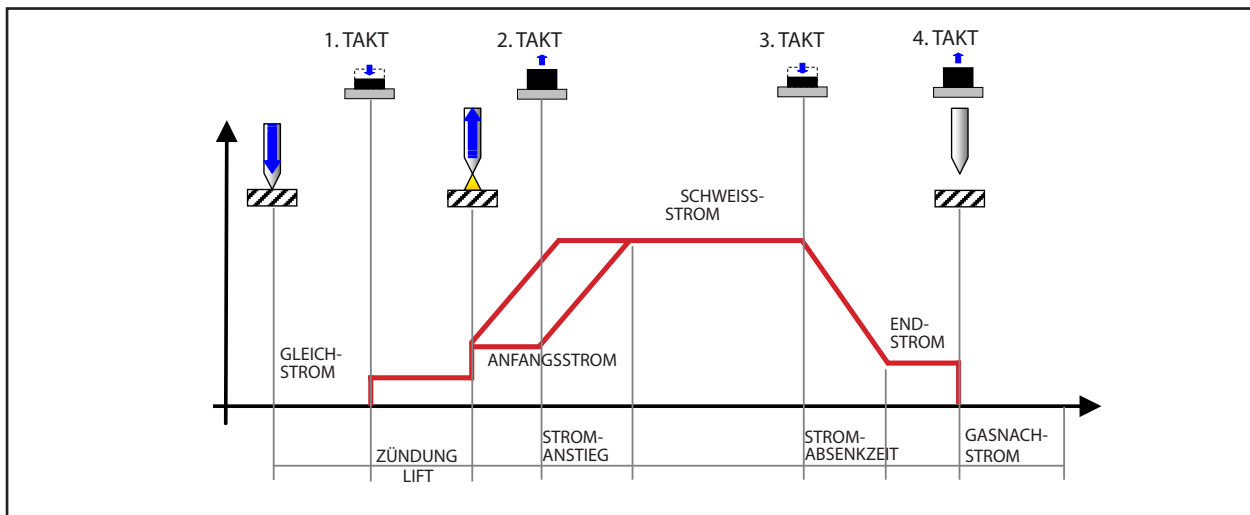 1. TAKT
2. TAKT
3. TAKT
4. TAKT
SCHWEISS-
STROM
GLEICH-
STROM
ANFANGSSTROM
END-
STROM
ZÜNDUNG
LIFT
STROM-
ANSTIEG
STROM-
ABSENKZEIT
GASNACH-
STROM